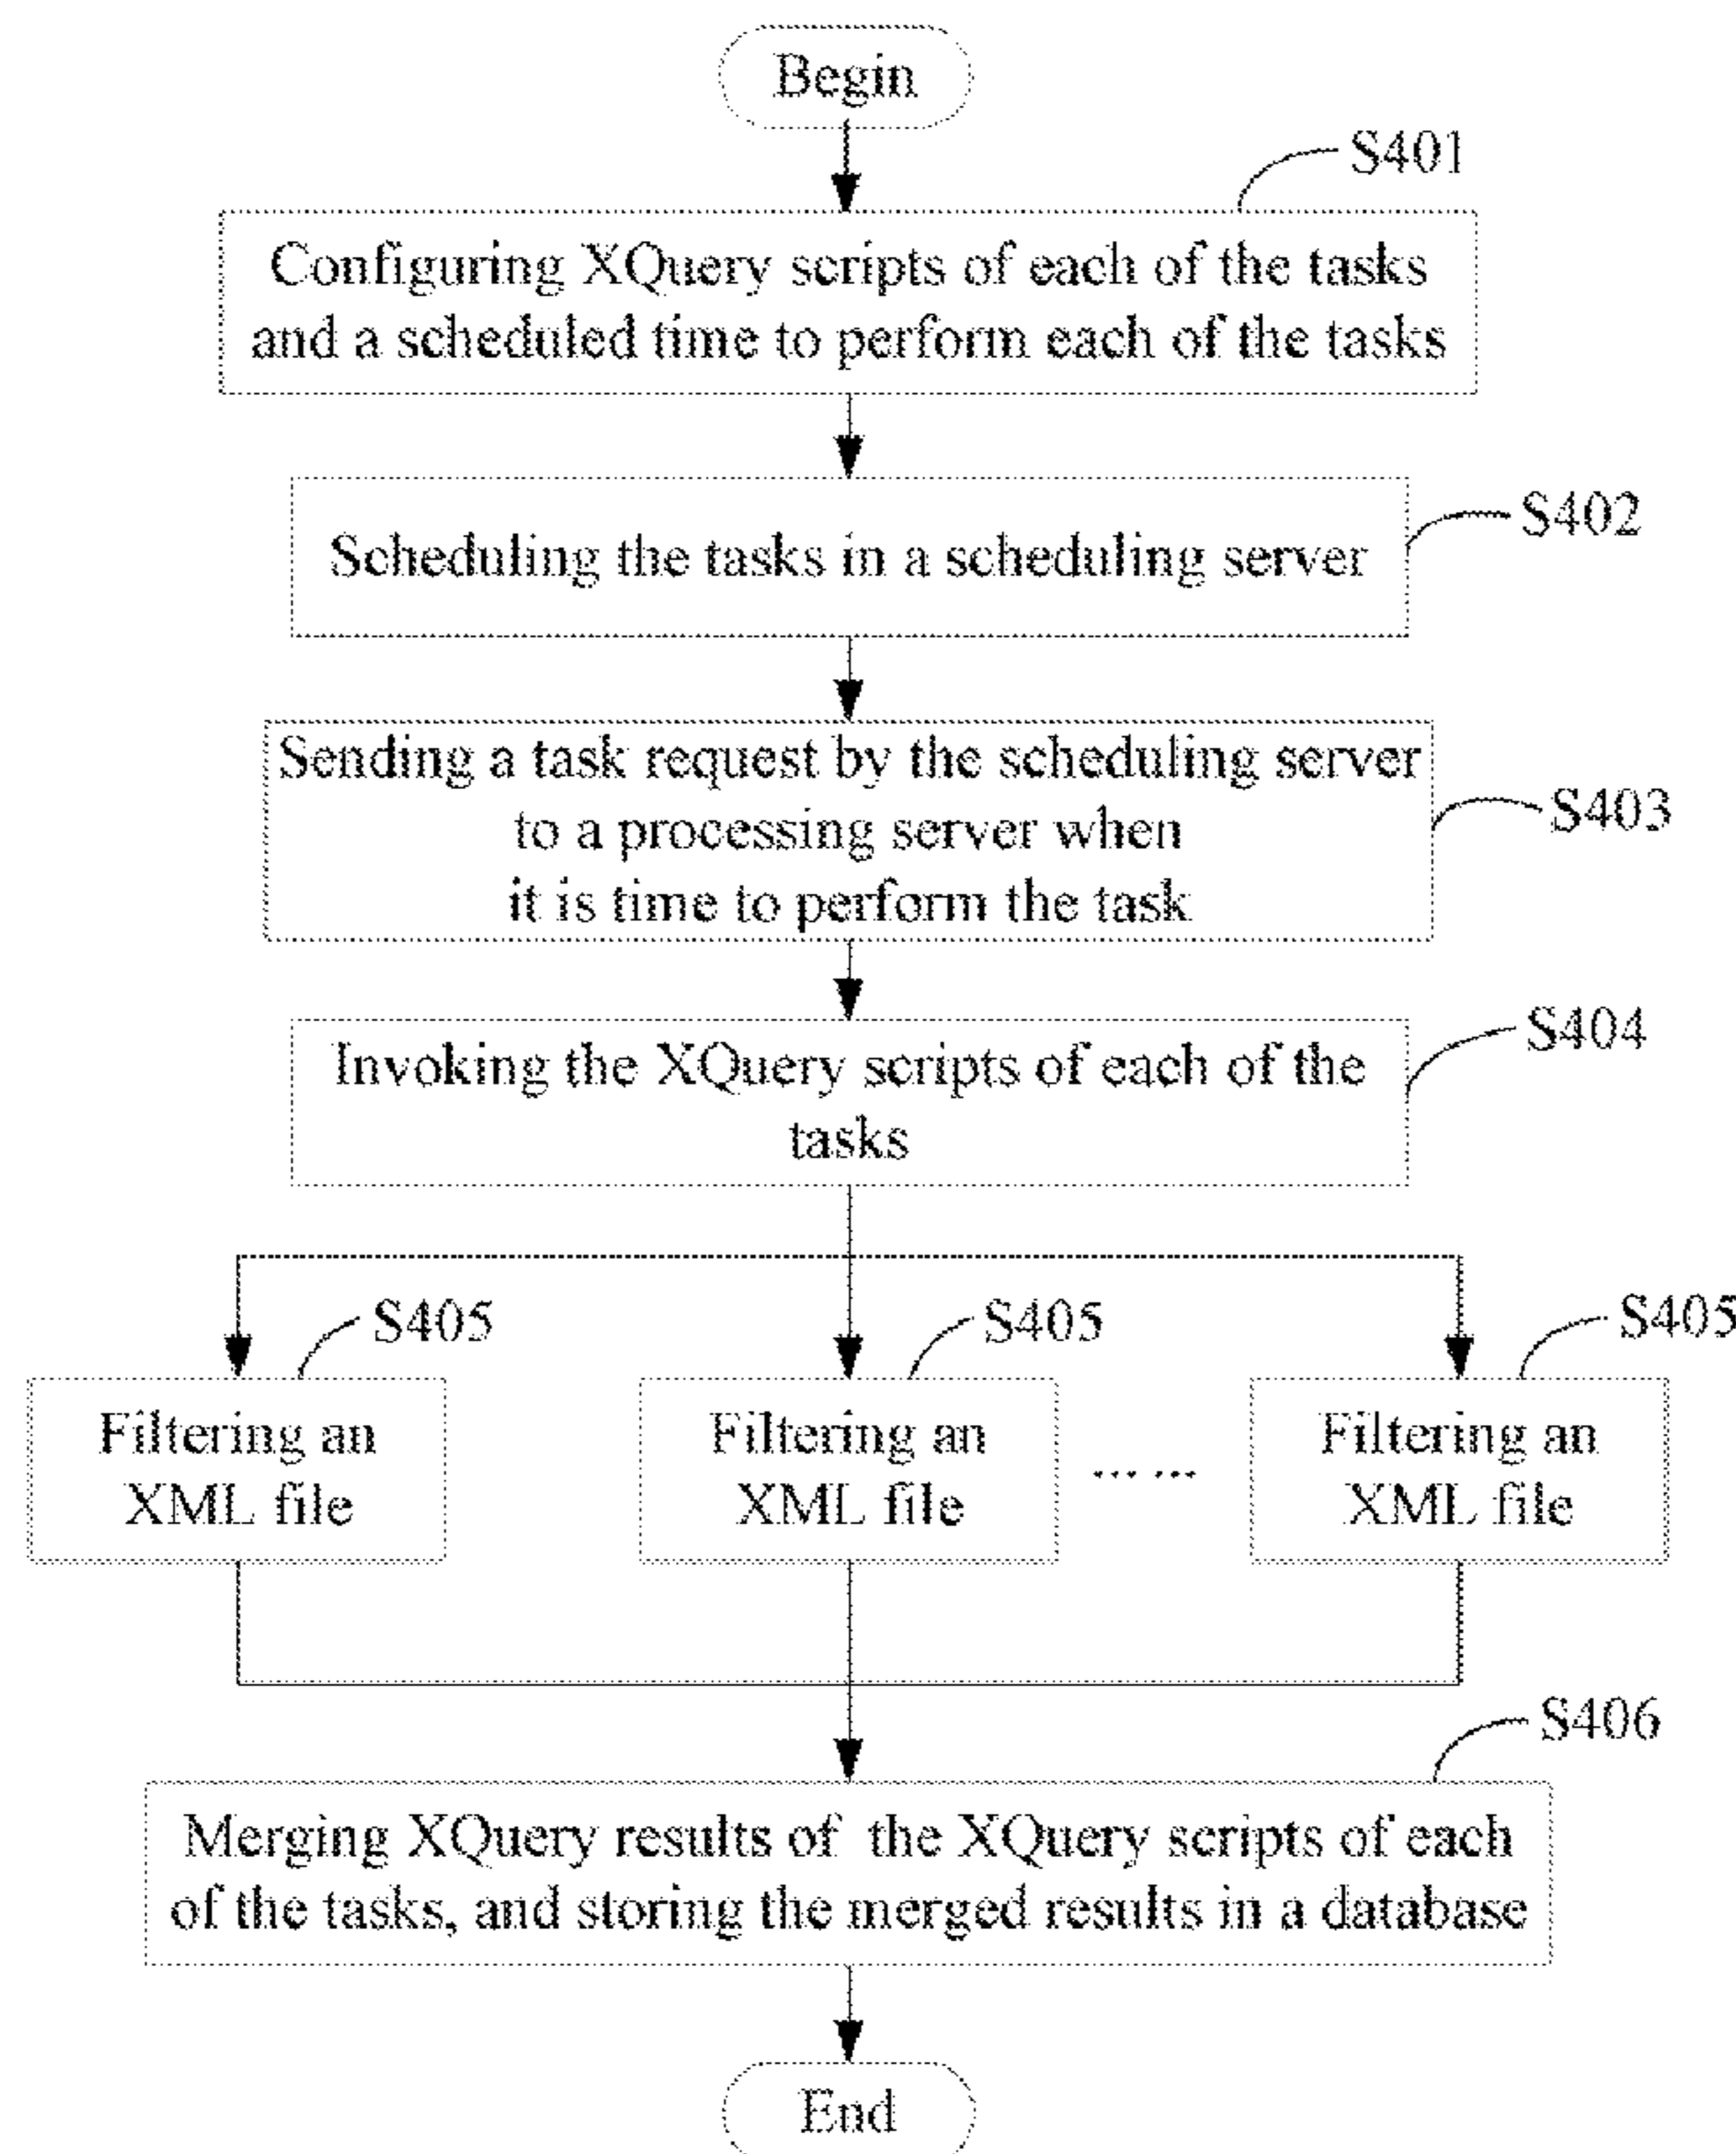 Begin
S401
Configuring XQuery scripts of each of the tasks
and a scheduled time to perform each of the tasks
S402
Scheduling the tasks in a scheduling server
Sending a task request by the scheduling server
S403
to a processing server when
it is time to perform the task
S404
Invoking the XQuery scripts of each of the
tasks
S405
S405
S405
Filtering an
XML file
Filtering an
XML file
... ...
Filtering an
XML file
S406
Merging XQuery results of the XQuery scripts of each
of the tasks, and storing the merged results in a database
End